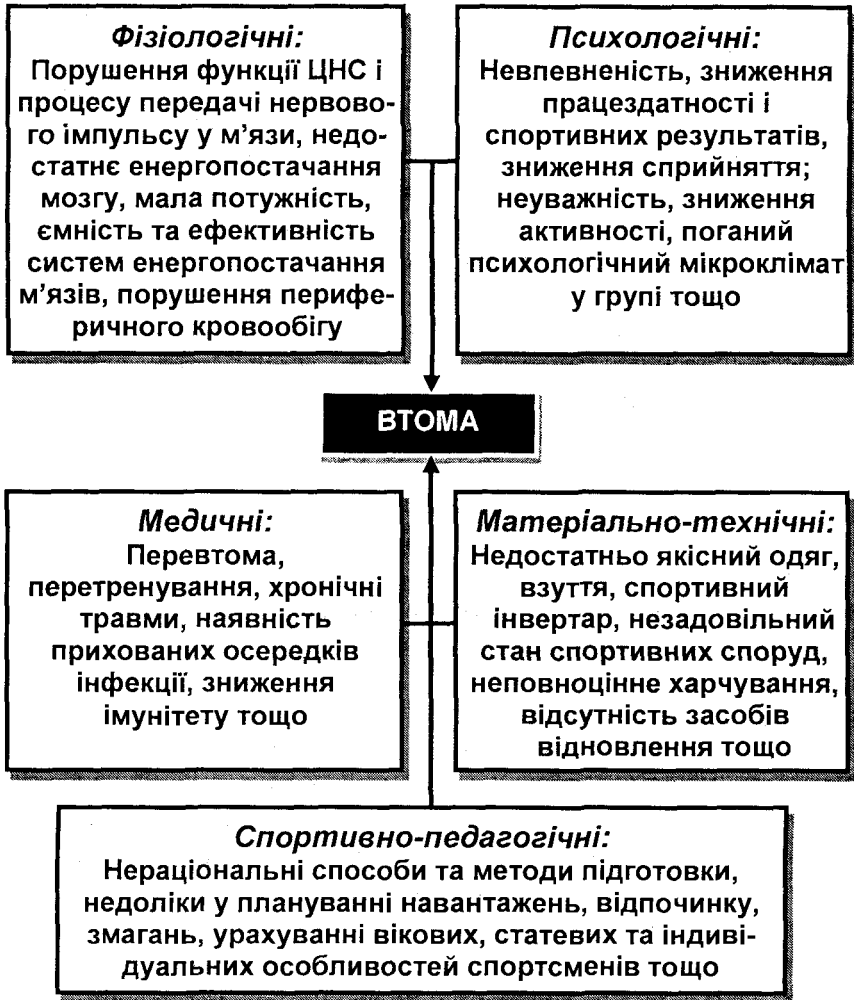 Фізіологічні:
Порушення функції ЦНС і
процесу передачі нервово-
го імпульсу у м’язи, недо-
статнє енергопостачання
мозгу, мала потужність,
ємність та ефективність
систем енергопостачання
м’язів, порушення перифе-
ричного кровообігу
Психологічні:
Невпевненість, зниження
працездатності і
спортивних результатів,
зниження сприйняття;
неуважність, зниження
активності, поганий
психологічний мікроклімат
у групі тощо
ВТОМА
Медичні:
Перевтома,
перетренування, хронічні
травми, наявність
прихованих осередків
інфекції, зниження
імунітету тощо
Матеріально-технічні:
Недостатньо якісний одяг,
взуття, спортивний
інвертар, незадовільний
стан спортивних споруд,
неповноцінне харчування,
відсутність засобів
відновлення тощо
Спортивно-педагогічні:
Нераціональні способи та методи підготовки,
недоліки у плануванні навантажень, відпочинку,
змагань, урахуванні вікових, статевих та індиві-
дуальних особливостей спортсменів тощо